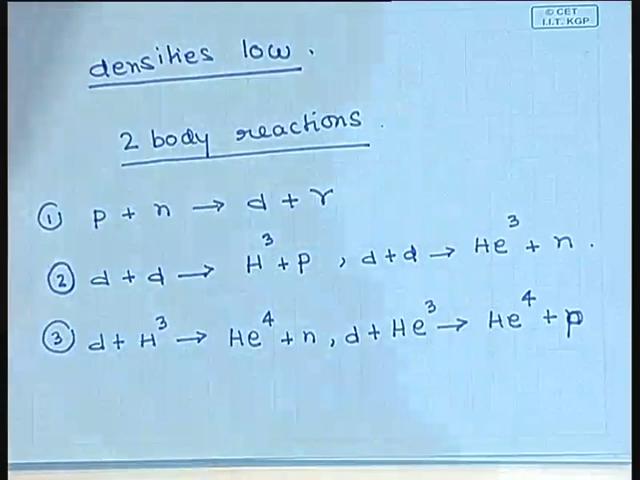 © CET
I.I.T. KGP
densities low.
2 body reactions.
① p + n → d + γ
② d + d → H³ + p , d + d → He³ + n .
③ d + H³ → He⁴ + n , d + He³ → He⁴ + p